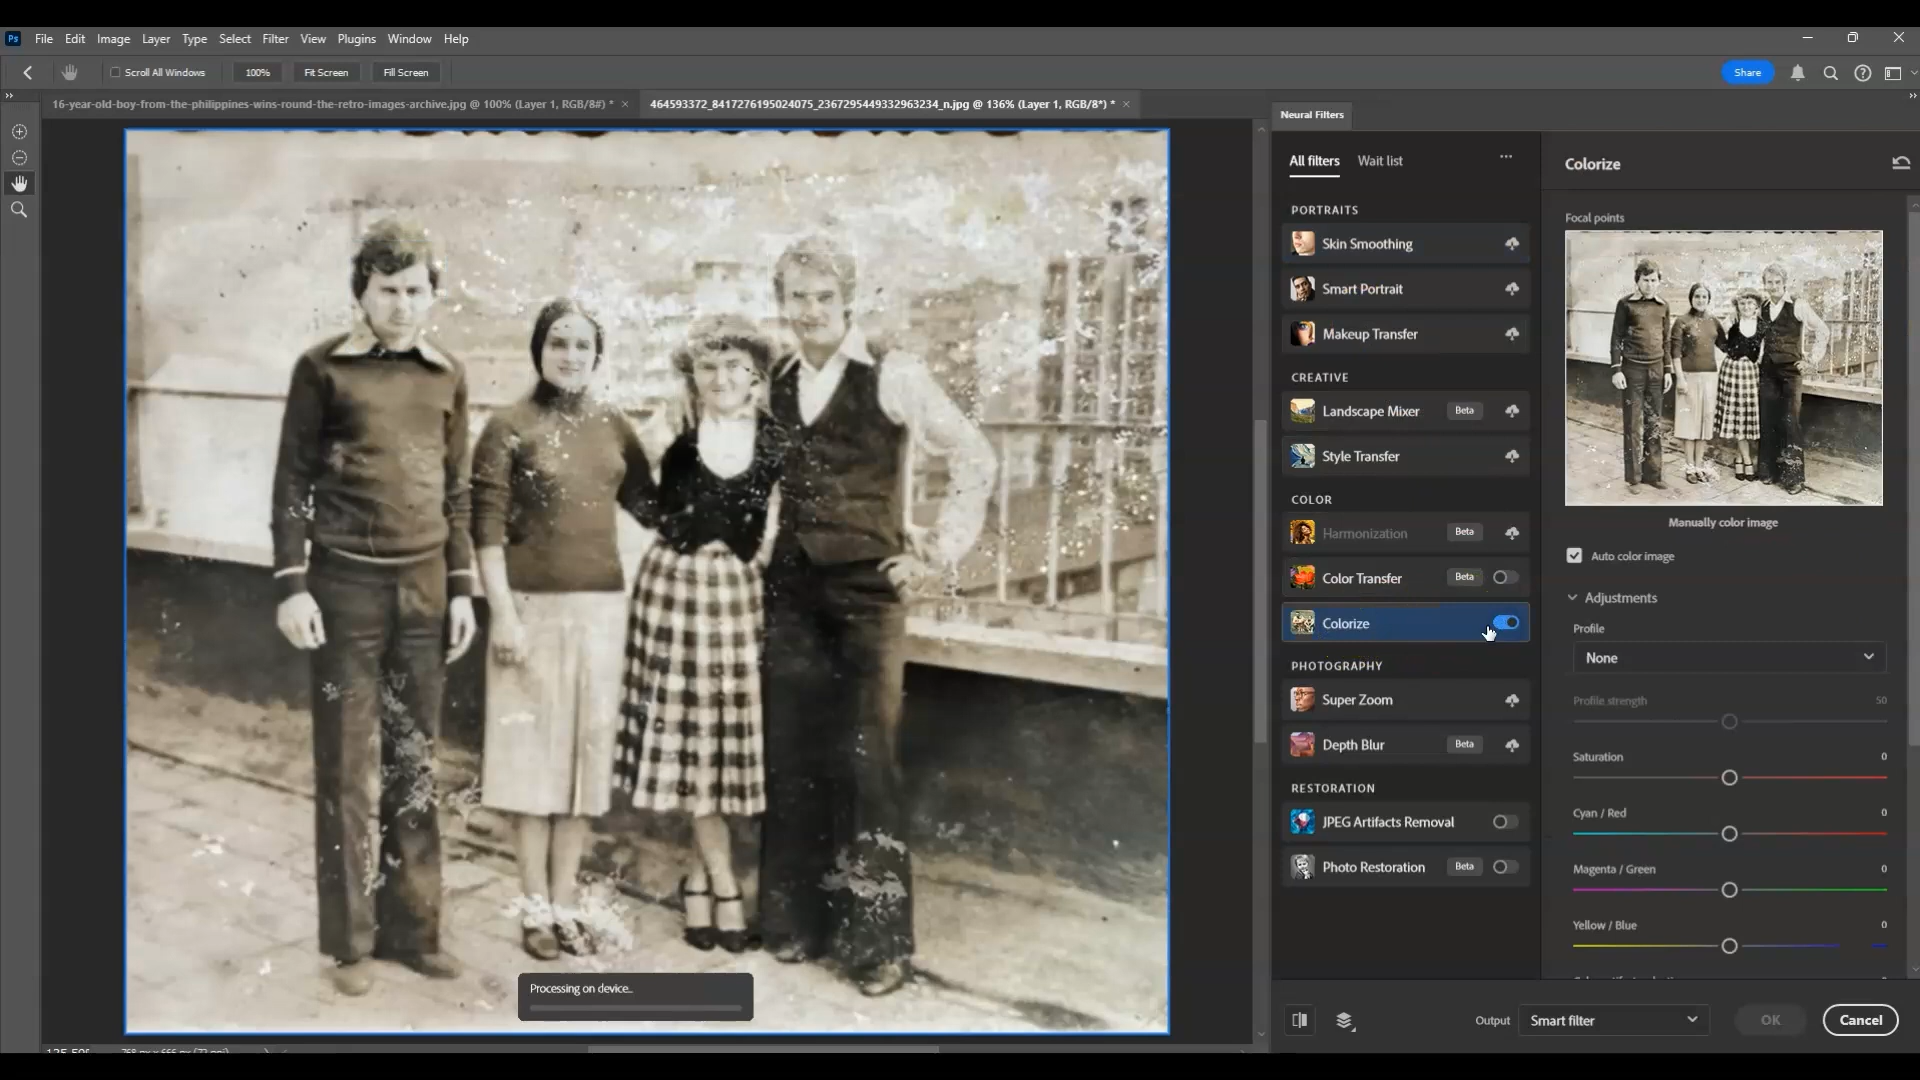 Ps File Edit Image Layer Type Select Filter View Plugins Window Help
Scroll All Windows 100% Fit Screen Fill Screen Share
16-year-old-boy-from-the-philippines-wins-round-the-retro-images-archive.jpg @ 100% (Layer 1, RGB/8#) * ×
464593372_8417276195024075_2367295449332963234_n.jpg @ 136% (Layer 1, RGB/8*) * ×
Neural Filters
All filters Wait list
PORTRAITS
Skin Smoothing
Smart Portrait
Makeup Transfer
CREATIVE
Landscape Mixer Beta
Style Transfer
COLOR
Harmonization Beta
Color Transfer Beta
Colorize
PHOTOGRAPHY
Super Zoom
Depth Blur Beta
RESTORATION
JPEG Artifacts Removal
Photo Restoration Beta
Colorize
Focal points
Manually color image
Auto color image
Adjustments
Profile
None
Profile strength 50
Saturation 0
Cyan / Red 0
Magenta / Green 0
Yellow / Blue 0
Processing on device..
Output Smart filter OK Cancel